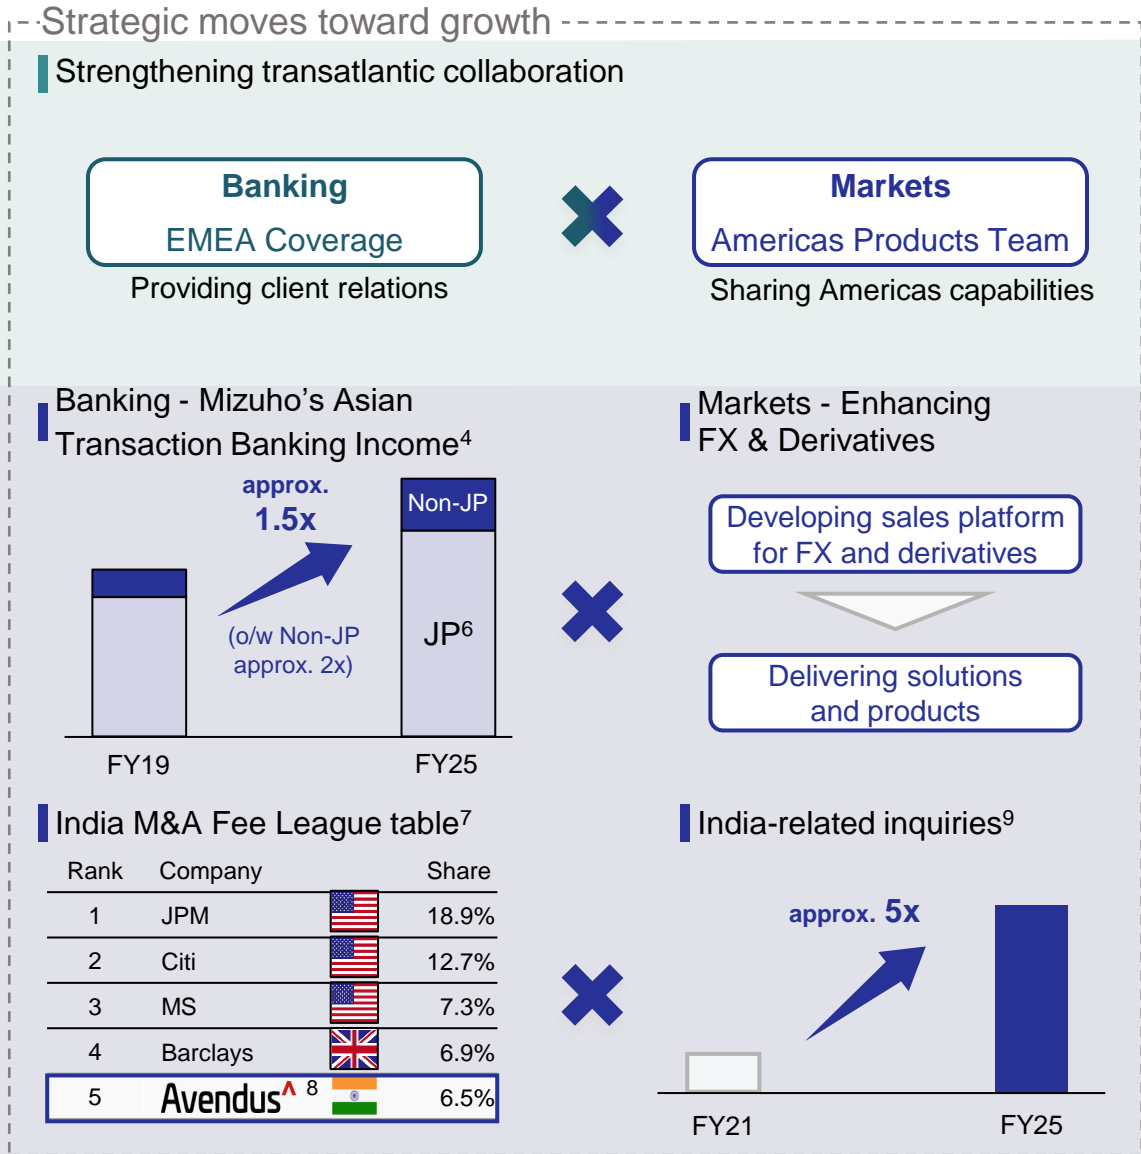 Strategic moves toward growth
Strengthening transatlantic collaboration
Banking
EMEA Coverage
Providing client relations
Markets
Americas Products Team
Sharing Americas capabilities
Banking - Mizuho's Asian
Transaction Banking Income4
approx.
1.5x
(o/w Non-JP
approx. 2x)
Non-JP
JP6
FY19
FY25
Markets - Enhancing
FX & Derivatives
Developing sales platform
for FX and derivatives
Delivering solutions
and products
India M&A Fee League table7
Rank Company Share
1 JPM 18.9%
2 Citi 12.7%
3 MS 7.3%
4 Barclays 6.9%
5 Avendus 8 6.5%
India-related inquiries9
approx. 5x
FY21
FY25